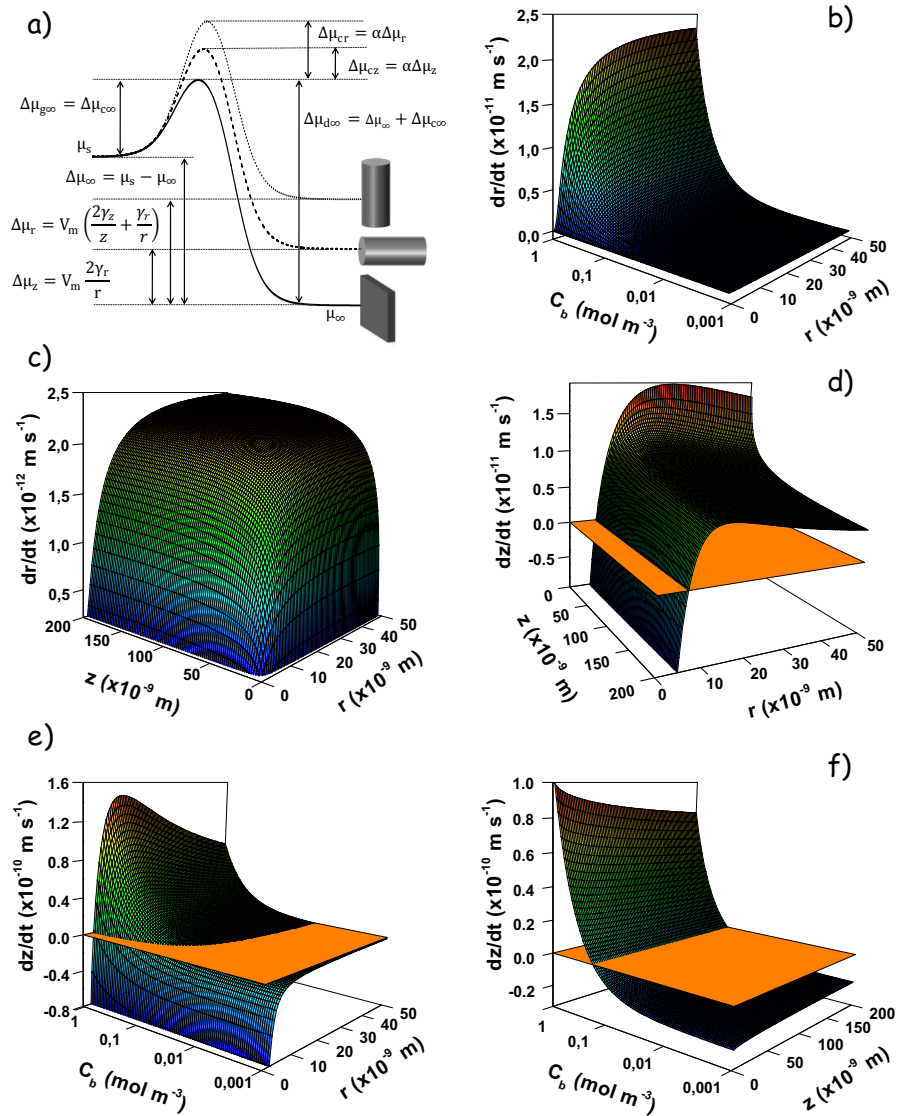 a)
Δμcr = αΔμr
Δμcz = αΔμz
Δμg∞ = Δμc∞
Δμd∞ = Δμ∞ + Δμc∞
μs
Δμ∞ = μs − μ∞
Δμr = Vm (2γz/z + γr/r)
Δμz = Vm 2γr/r
μ∞
b)
dr/dt (x10-11 m s-1)
2,5
2,0
1,5
1,0
0,5
0,0
1
0,1
0,01
0,001
Cb (mol m-3)
0
10
20
30
40
50
r (x10-9 m)
c)
dr/dt (x10-12 m s-1)
2,5
2.0
1.5
1,0
0,5
200
150
100
50
0
z (x10-9 m)
0
10
20
30
40
50
r (x10-9 m)
d)
dz/dt (x10-11 m s-1)
1.5
1.0
0.5
0.0
-0.5
0
50
100
150
200
z (x10-9 m)
0
10
20
30
40
50
r (x10-9 m)
e)
dz/dt (x10-10 m s-1)
1.6
1.2
0.8
0.0
-0.4
-0.8
1
0,1
0,01
0,001
Cb (mol m-3)
0
10
20
30
40
50
r (x10-9 m)
f)
dz/dt (x10-10 m s-1)
1.0
0.8
0.6
0.4
0.2
0.0
-0.2
1
0,1
0,01
0,001
Cb (mol m-3)
0
50
100
150
200
z (x10-9 m)